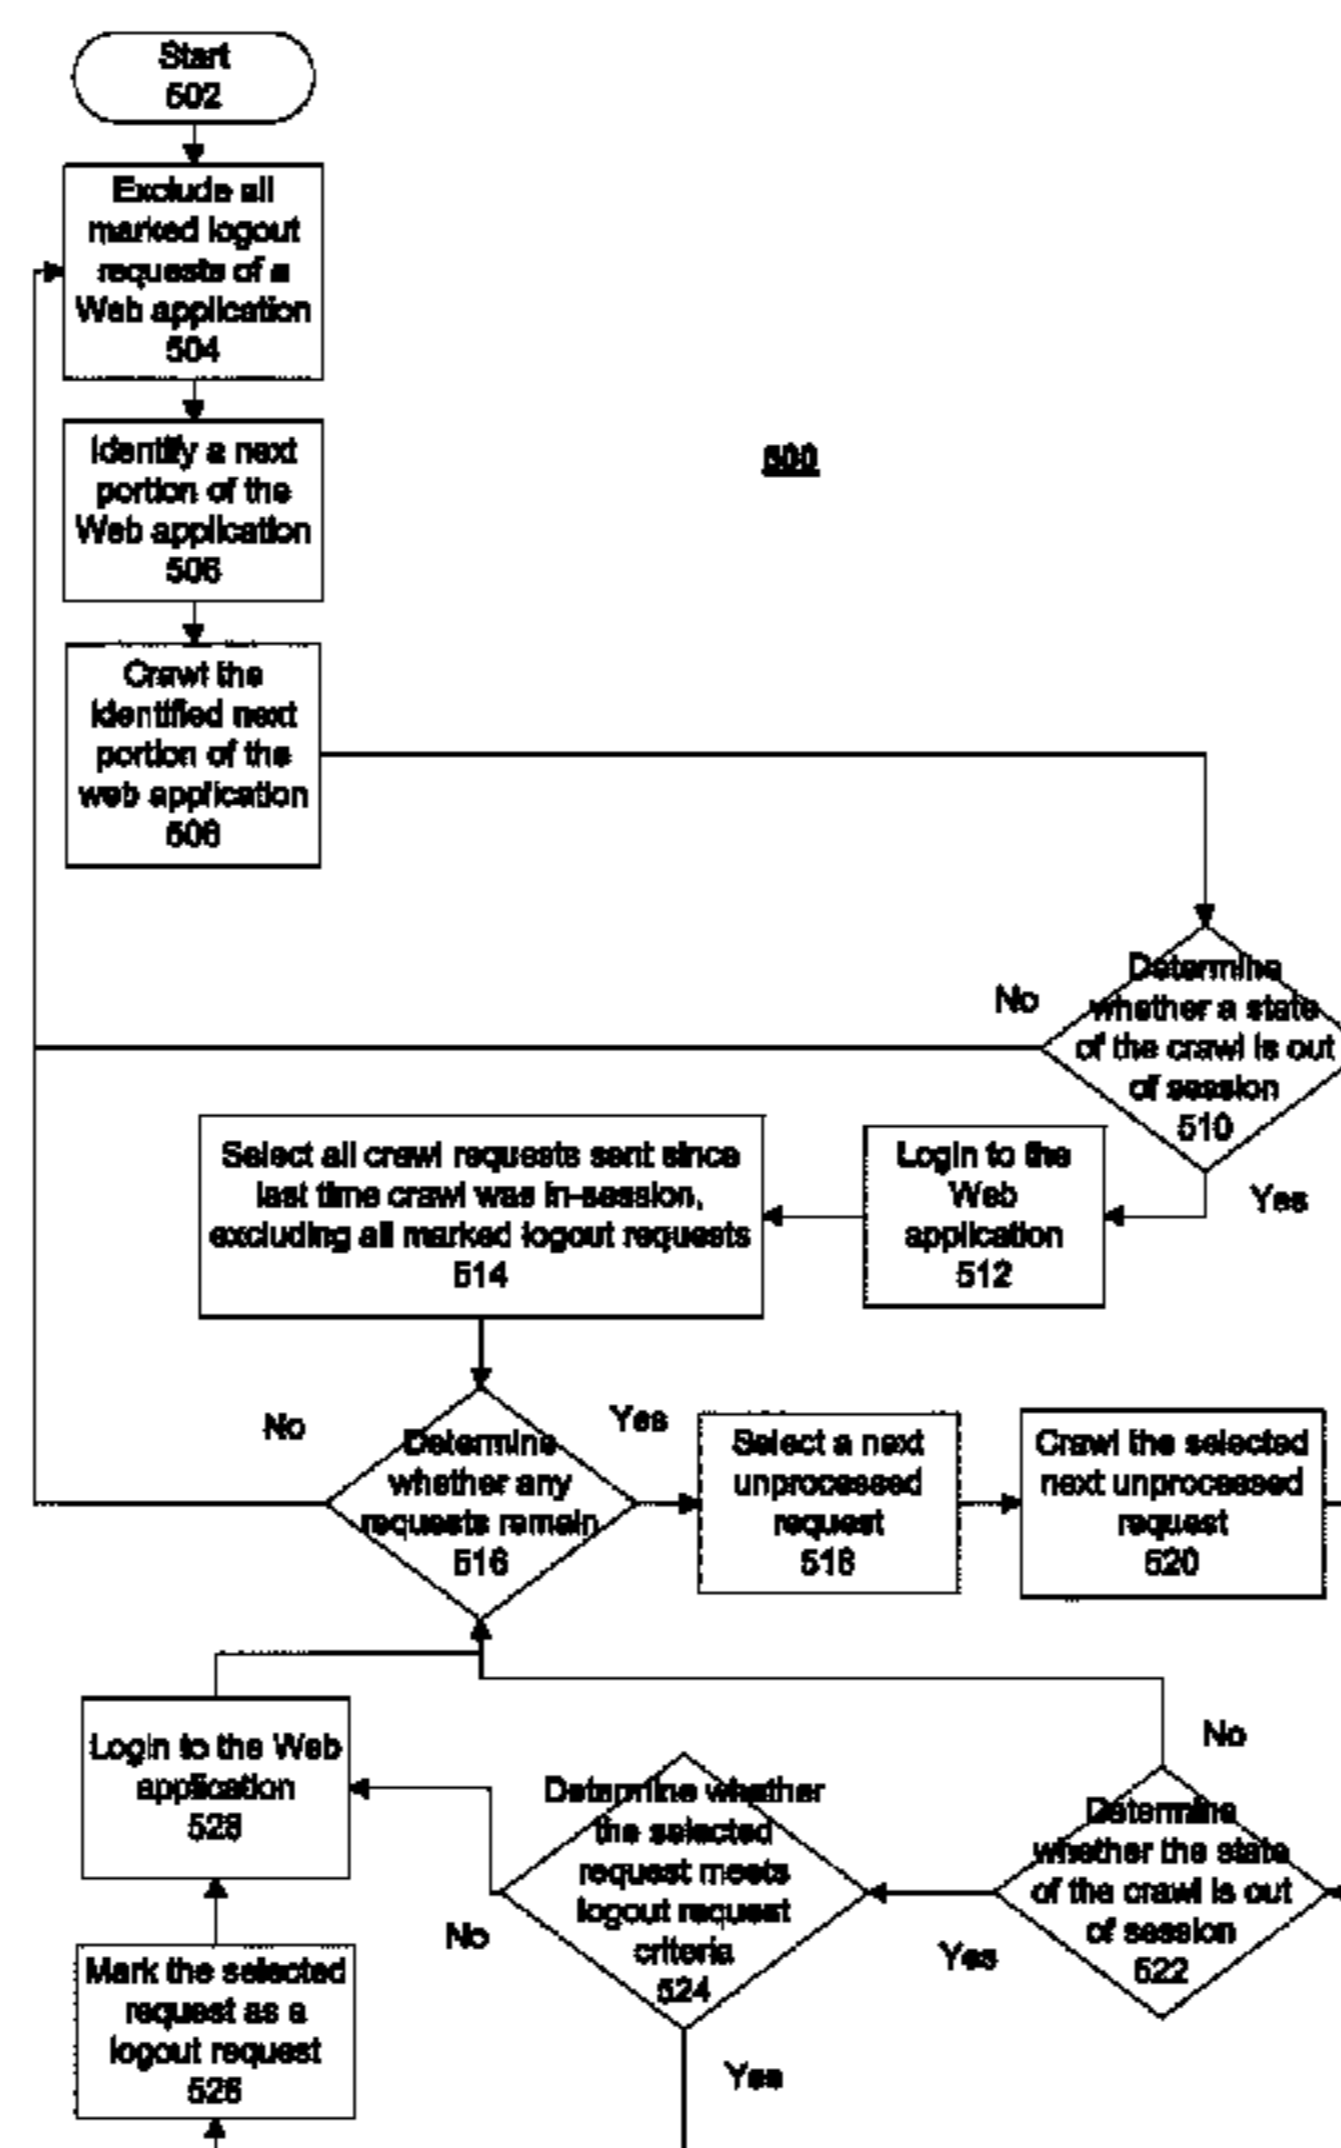 Start
502
Exclude all
marked logout
requests of a
Web application
504
Identify a next
portion of the
Web application
506
500
Crawl the
identified next
portion of the
web application
508
Determine
whether a state
of the crawl is out
of session
510
No
Yes
Login to the
Web
application
512
Select all crawl requests sent since
last time crawl was in-session,
excluding all marked logout requests
514
Determine
whether any
requests remain
516
No
Yes
Select a next
unprocessed
request
518
Crawl the selected
next unprocessed
request
520
Determine
whether the state
of the crawl is out
of session
522
No
Yes
Determine whether
the selected
request meets
logout request
criteria
524
No
Yes
Login to the Web
application
528
Mark the selected
request as a
logout request
526